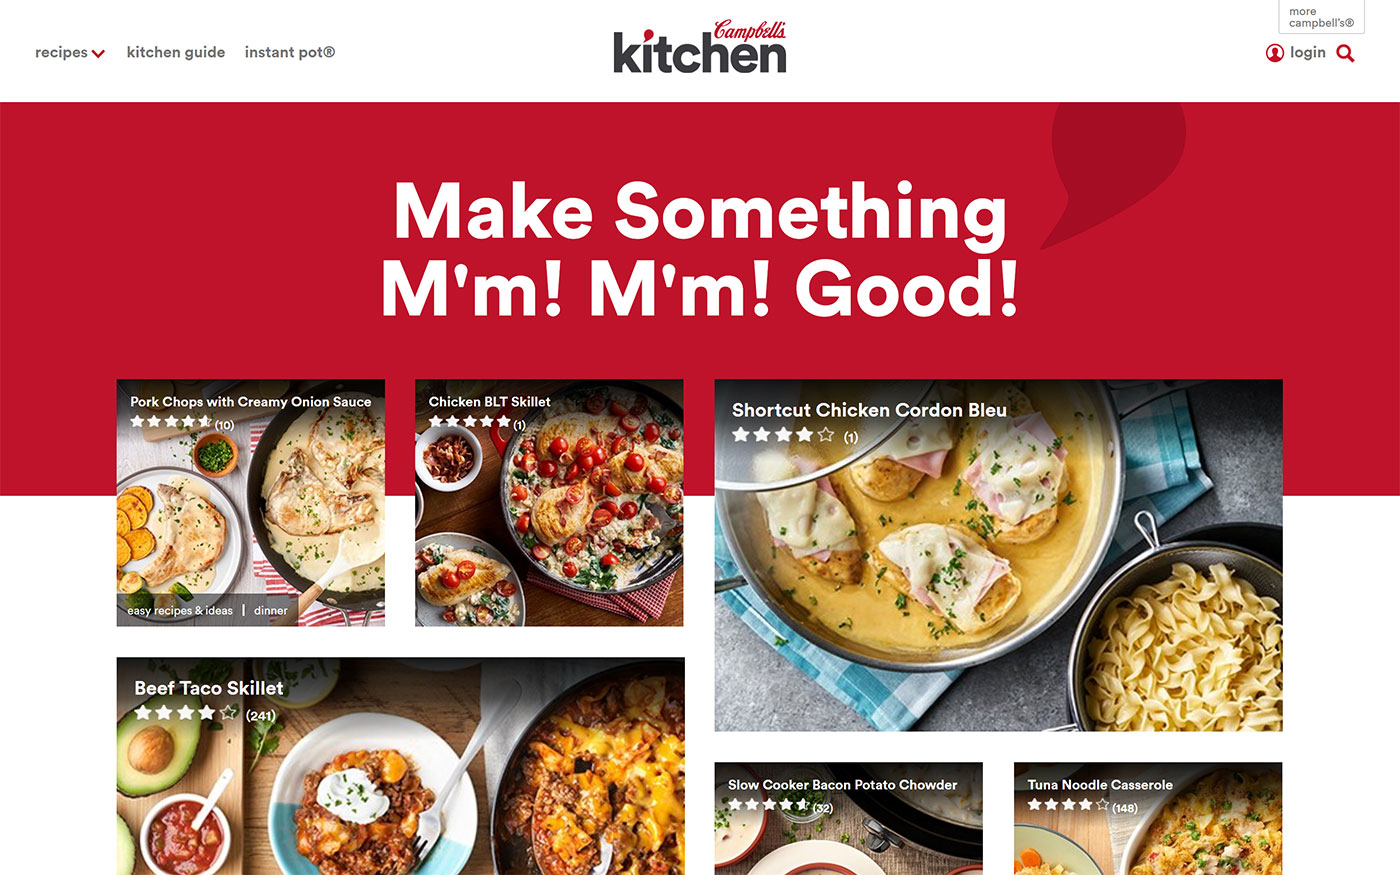 more
campbell's®
recipes
kitchen guide
instant pot®
Campbell's
kitchen
login
Make Something
M'm! M'm! Good!
Pork Chops with Creamy Onion Sauce
(10)
easy recipes & ideas | dinner
Chicken BLT Skillet
(1)
Shortcut Chicken Cordon Bleu
(1)
Beef Taco Skillet
(241)
Slow Cooker Bacon Potato Chowder
(32)
Tuna Noodle Casserole
(148)